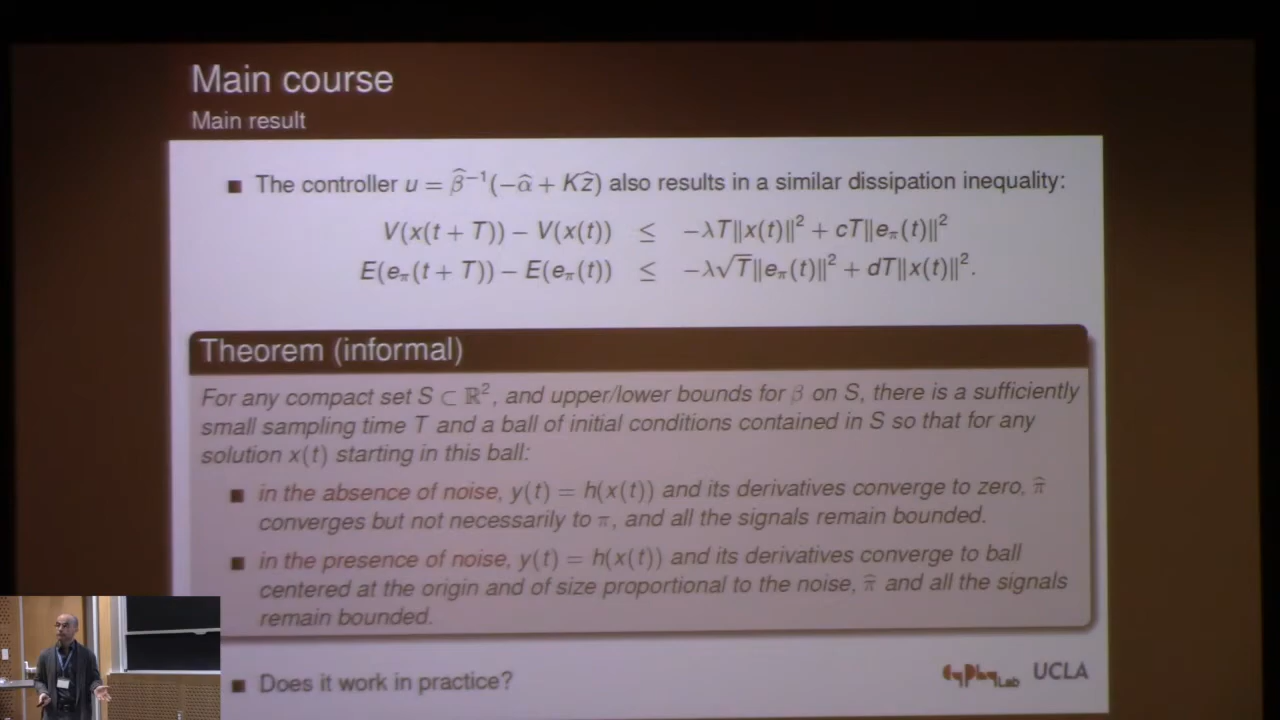 Main course
Main result
The controller u = β̂⁻¹(−α̂ + Kẑ) also results in a similar dissipation inequality:
V(x(t + T)) − V(x(t)) ≤ −λT‖x(t)‖² + cT‖eπ(t)‖²
E(eπ(t + T)) − E(eπ(t)) ≤ −λ√T‖eπ(t)‖² + dT‖x(t)‖².
Theorem (informal)
For any compact set S ⊂ ℝ², and upper/lower bounds for β on S, there is a sufficiently
small sampling time T and a ball of initial conditions contained in S so that for any
solution x(t) starting in this ball:
in the absence of noise, y(t) = h(x(t)) and its derivatives converge to zero, π̂
converges but not necessarily to π, and all the signals remain bounded.
in the presence of noise, y(t) = h(x(t)) and its derivatives converge to ball
centered at the origin and of size proportional to the noise, π̂ and all the signals
remain bounded.
Does it work in practice?
CyPhyLab UCLA